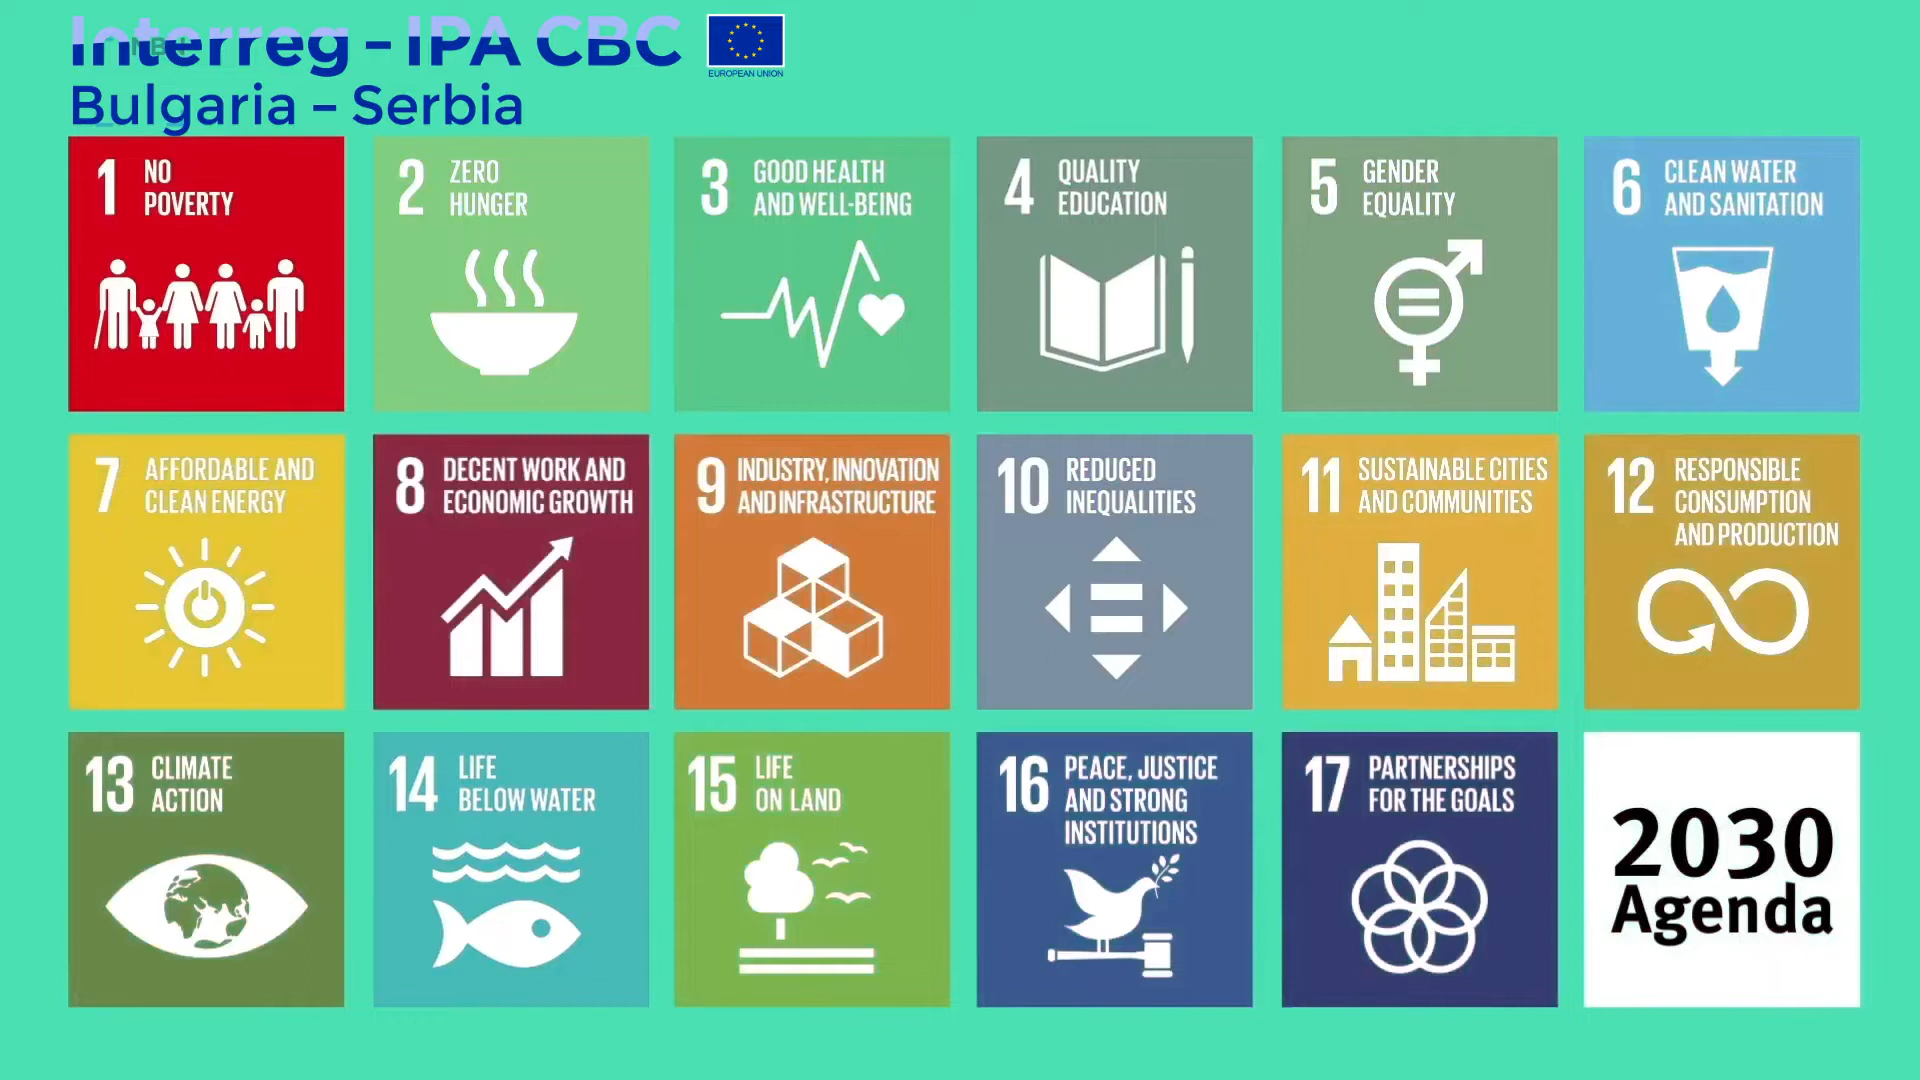 Interreg – IPA CBC
EUROPEAN UNION
Bulgaria – Serbia
1 NO
POVERTY
2 ZERO
HUNGER
3 GOOD HEALTH
AND WELL-BEING
4 QUALITY
EDUCATION
5 GENDER
EQUALITY
6 CLEAN WATER
AND SANITATION
7 AFFORDABLE AND
CLEAN ENERGY
8 DECENT WORK AND
ECONOMIC GROWTH
9 INDUSTRY, INNOVATION
AND INFRASTRUCTURE
10 REDUCED
INEQUALITIES
11 SUSTAINABLE CITIES
AND COMMUNITIES
12 RESPONSIBLE
CONSUMPTION
AND PRODUCTION
13 CLIMATE
ACTION
14 LIFE
BELOW WATER
15 LIFE
ON LAND
16 PEACE, JUSTICE
AND STRONG
INSTITUTIONS
17 PARTNERSHIPS
FOR THE GOALS
2030
Agenda